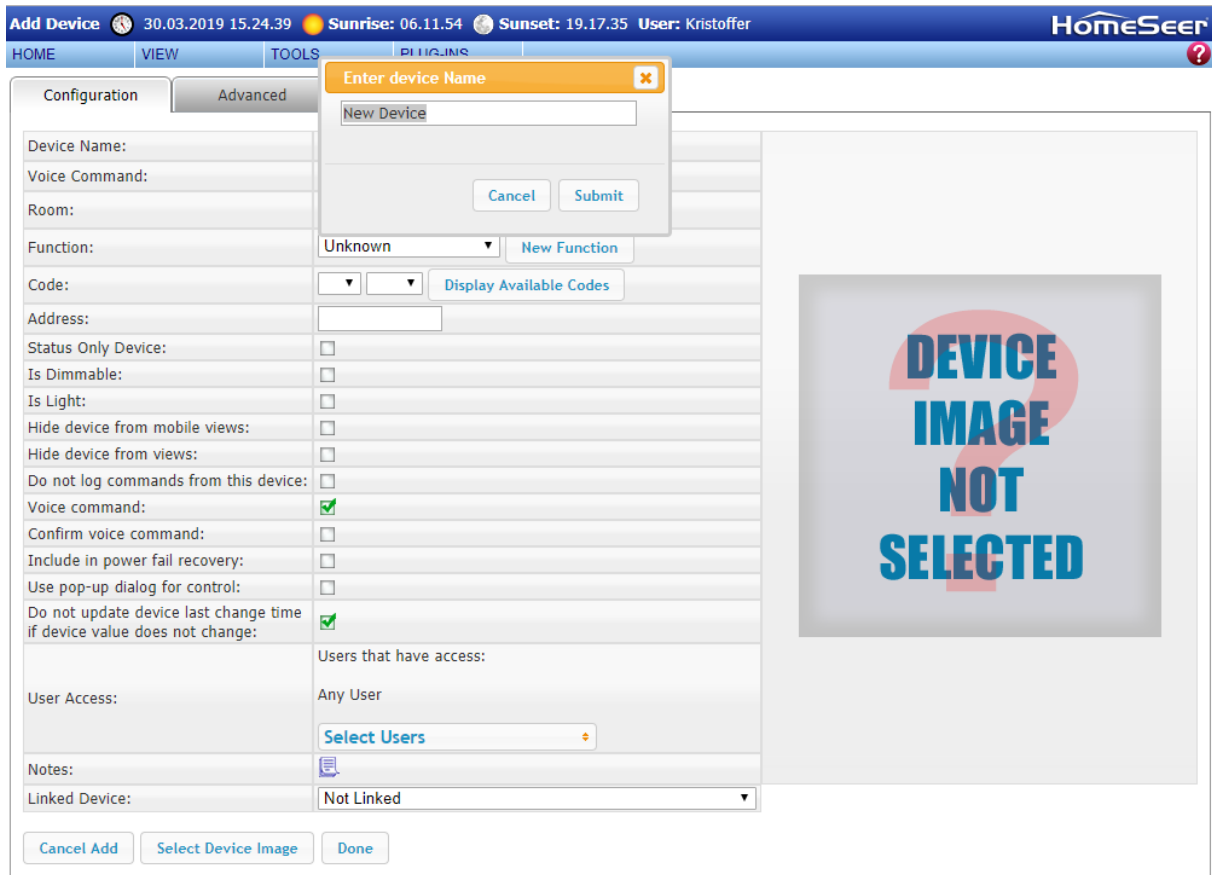 Add Device 30.03.2019 15.24.39 Sunrise: 06.11.54 Sunset: 19.17.35 User: Kristoffer HomeSeer
HOME VIEW TOOLS PLUG-INS ?
Configuration Advanced
Enter device Name
New Device
Cancel Submit
Device Name:
Voice Command:
Room:
Function: Unknown New Function
Code: Display Available Codes
Address:
Status Only Device:
Is Dimmable:
Is Light:
Hide device from mobile views:
Hide device from views:
Do not log commands from this device:
Voice command:
Confirm voice command:
Include in power fail recovery:
Use pop-up dialog for control:
Do not update device last change time
if device value does not change:
User Access:
Users that have access:
Any User
Select Users
Notes:
Linked Device: Not Linked
?
DEVICE
IMAGE
NOT
SELECTED
Cancel Add Select Device Image Done